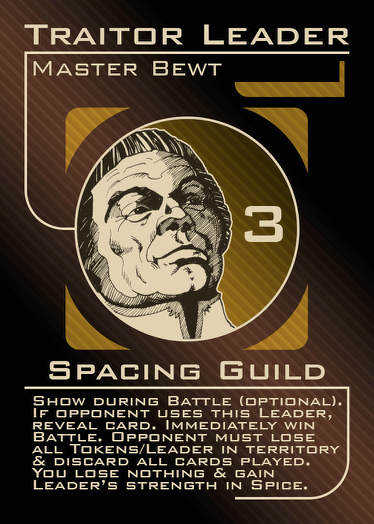 Traitor Leader
Master Bewt
3
Spacing Guild
Show during Battle (optional).
If opponent uses this Leader,
reveal card. Immediately win
Battle. Opponent must lose
all Tokens/Leader in territory
& discard all cards played.
You lose nothing & gain
Leader's strength in Spice.